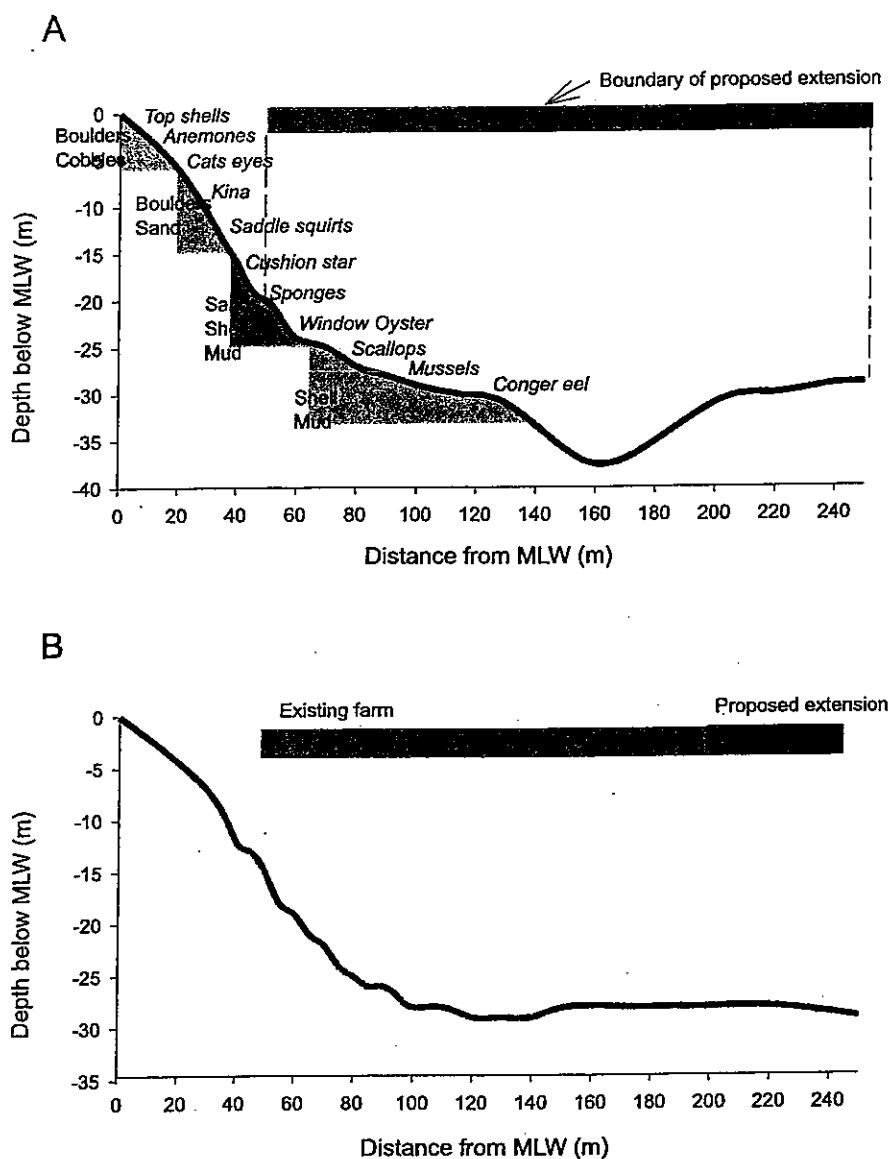 A
Boundary of proposed extension
0
Top shells
Boulders
Anemones
Cobbles
-5
Cats eyes
Kina
-10
Boulders
Sand
Saddle squirts
-15
Cushion star
-20
Sponges
Sa
Window Oyster
She
-25
Mud
Scallops
Mussels
-30
Shell
Conger eel
Mud
-35
-40
0 20 40 60 80 100 120 140 160 180 200 220 240
Depth below MLW (m)
Distance from MLW (m)
B
0
Existing farm
Proposed extension
-5
-10
-15
-20
-25
-30
-35
0 20 40 60 80 100 120 140 160 180 200 220 240
Depth below MLW (m)
Distance from MLW (m)